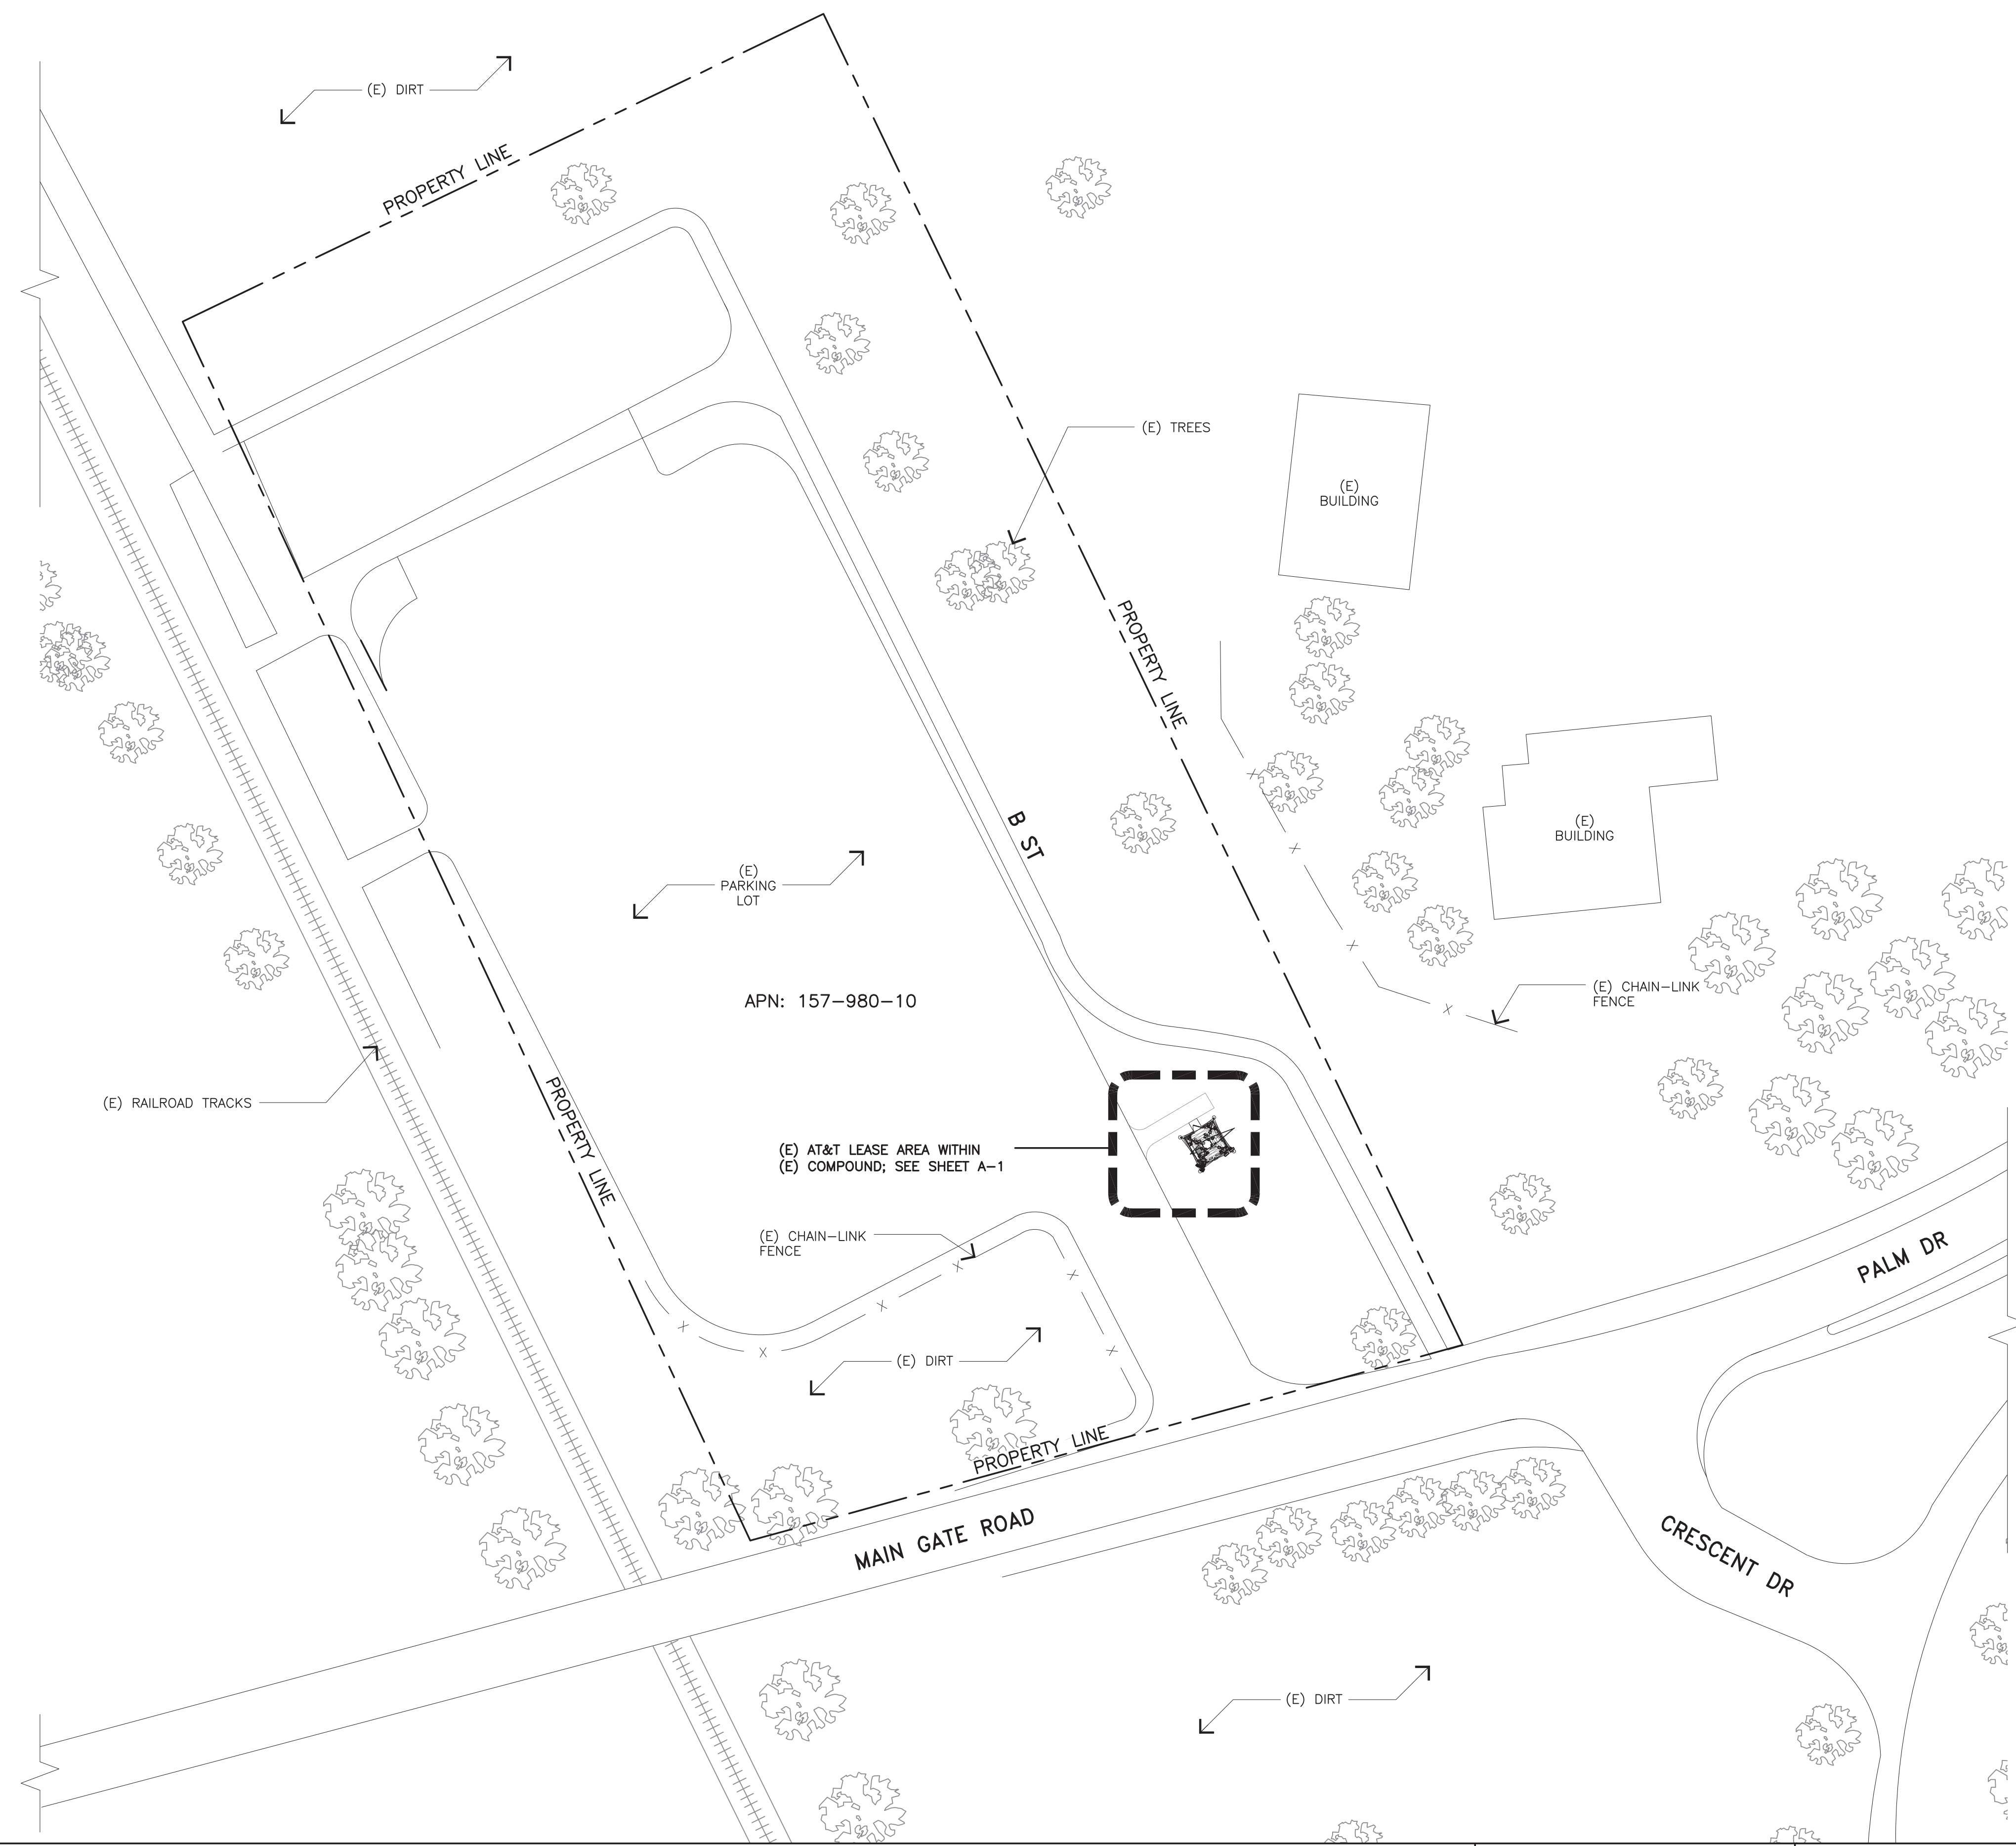 (E) DIRT
PROPERTY LINE
(E) TREES
(E)
BUILDING
PROPERTY LINE
B ST
(E)
BUILDING
(E)
PARKING
LOT
APN: 157-980-10
(E) CHAIN-LINK
FENCE
(E) RAILROAD TRACKS
PROPERTY LINE
(E) AT&T LEASE AREA WITHIN
(E) COMPOUND; SEE SHEET A-1
(E) CHAIN-LINK
FENCE
PALM DR
(E) DIRT
PROPERTY LINE
MAIN GATE ROAD
CRESCENT DR
(E) DIRT